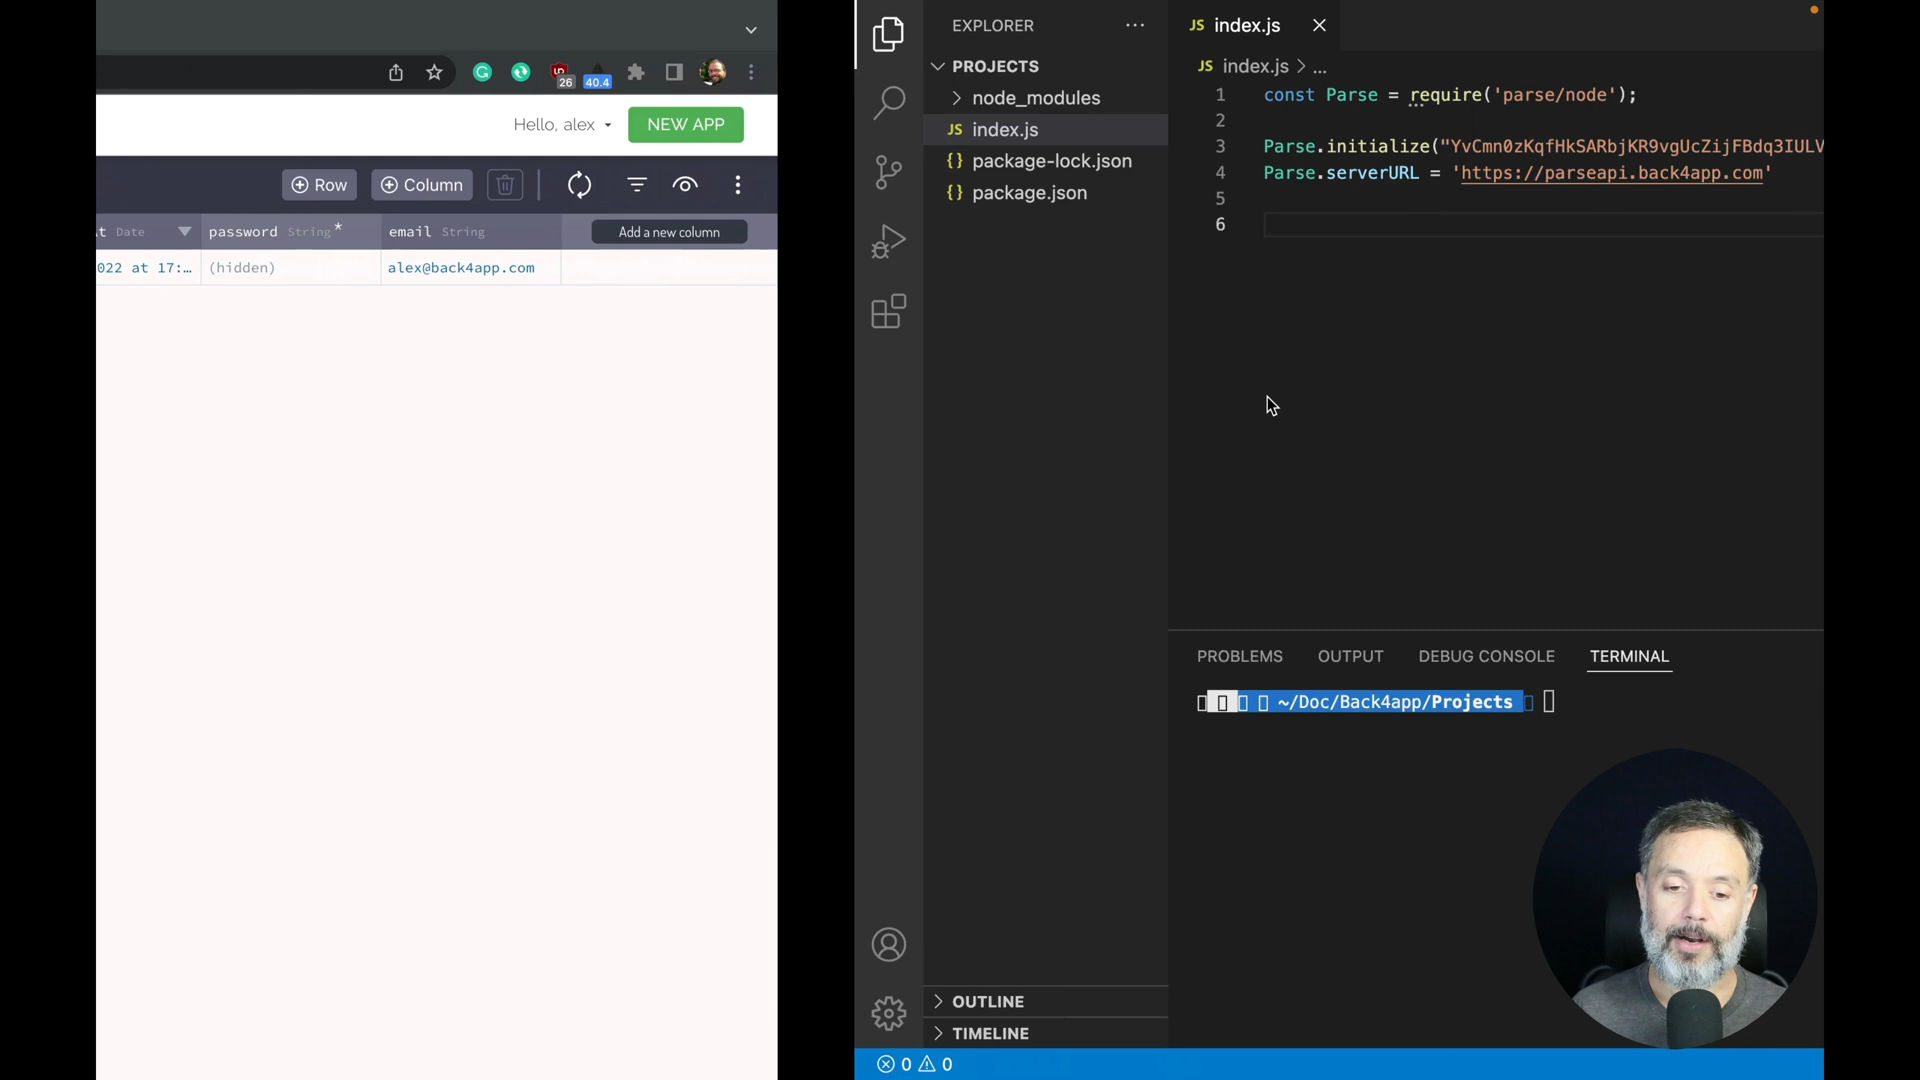 26
40.4
Hello, alex
NEW APP
Row
Column
t Date
password String*
email String
Add a new column
022 at 17:…
(hidden)
alex@back4app.com
EXPLORER
PROJECTS
node_modules
JS index.js
{} package-lock.json
{} package.json
OUTLINE
TIMELINE
JS index.js
JS index.js > ...
1 const Parse = require('parse/node');
2
3 Parse.initialize("YvCmn0zKqfHkSARbjKR9vgUcZijFBdq3IULV
4 Parse.serverURL = 'https://parseapi.back4app.com'
5
6
PROBLEMS
OUTPUT
DEBUG CONSOLE
TERMINAL
~/Doc/Back4app/Projects
0
0